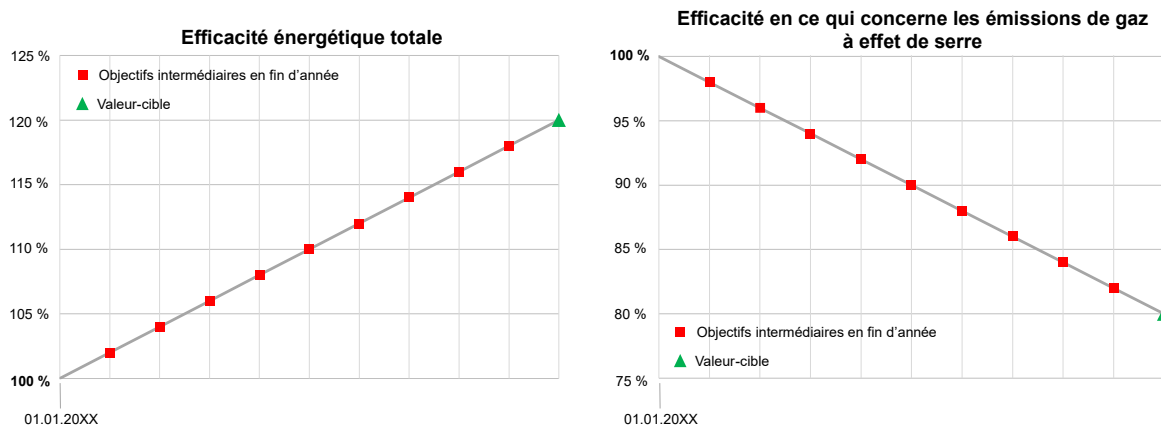 Efficacité énergétique totale
125 %
Objectifs intermédiaires en fin d’année
Valeur-cible
120 %
115 %
110 %
105 %
100 %
01.01.20XX
Efficacité en ce qui concerne les émissions de gaz
à effet de serre
100 %
95 %
90 %
85 %
80 %
Objectifs intermédiaires en fin d’année
Valeur-cible
75 %
01.01.20XX